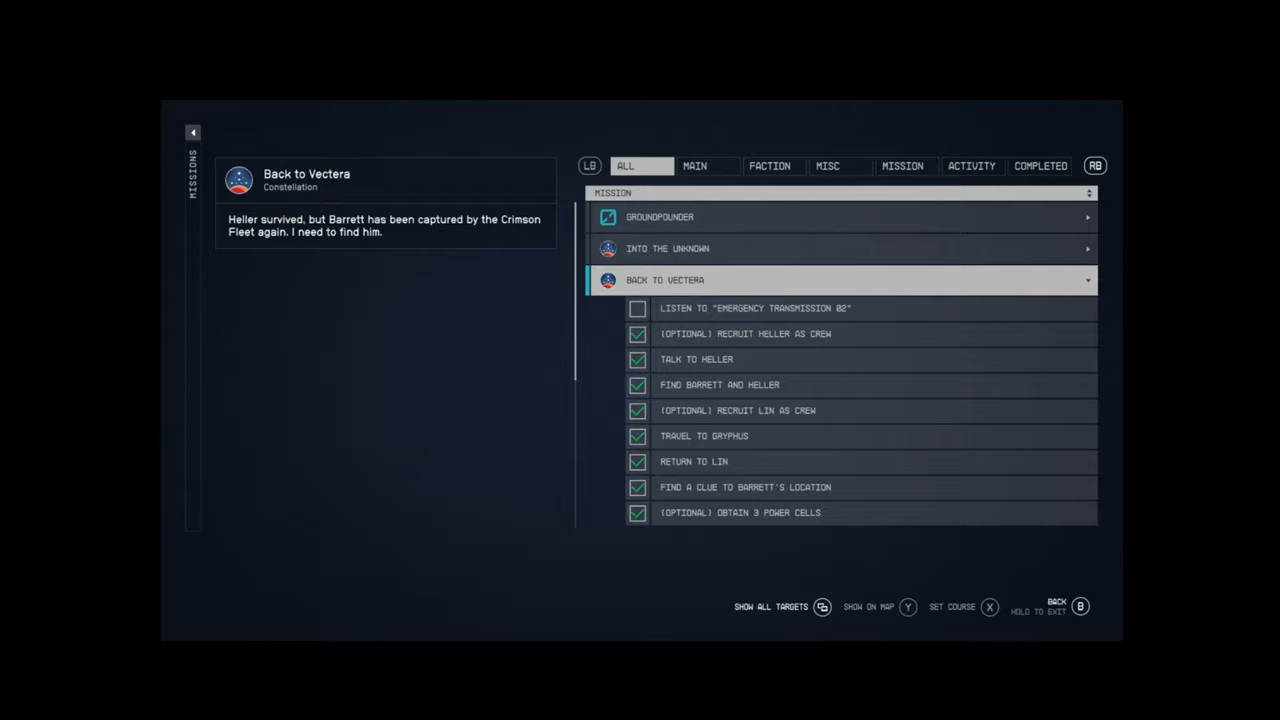 MISSIONS
Back to Vectera
Constellation
Heller survived, but Barrett has been captured by the Crimson
Fleet again. I need to find him.
LB ALL MAIN FACTION MISC MISSION ACTIVITY COMPLETED RB
MISSION
GROUNDPOUNDER
INTO THE UNKNOWN
BACK TO VECTERA
LISTEN TO "EMERGENCY TRANSMISSION 02"
(OPTIONAL) RECRUIT HELLER AS CREW
TALK TO HELLER
FIND BARRETT AND HELLER
(OPTIONAL) RECRUIT LIN AS CREW
TRAVEL TO GRYPHUS
RETURN TO LIN
FIND A CLUE TO BARRETT'S LOCATION
(OPTIONAL) OBTAIN 3 POWER CELLS
SHOW ALL TARGETS SHOW ON MAP Y SET COURSE X BACK B
HOLD TO EXIT